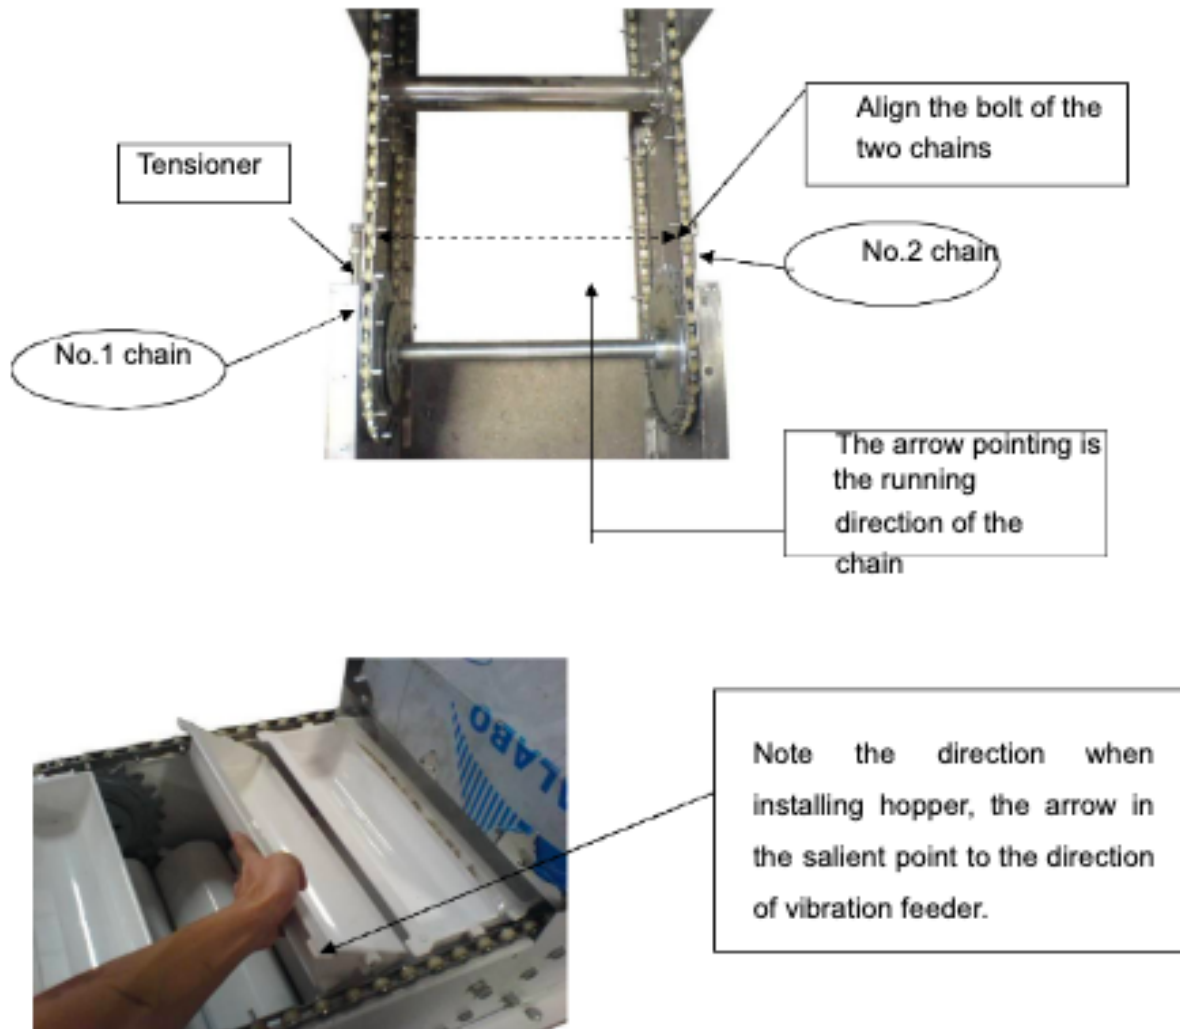 Align the bolt of the
two chains
Tensioner
No.2 chain
No.1 chain
The arrow pointing is
the running
direction of the
chain
ALABO
Note the direction when
installing hopper, the arrow in
the salient point to the direction
of vibration feeder.